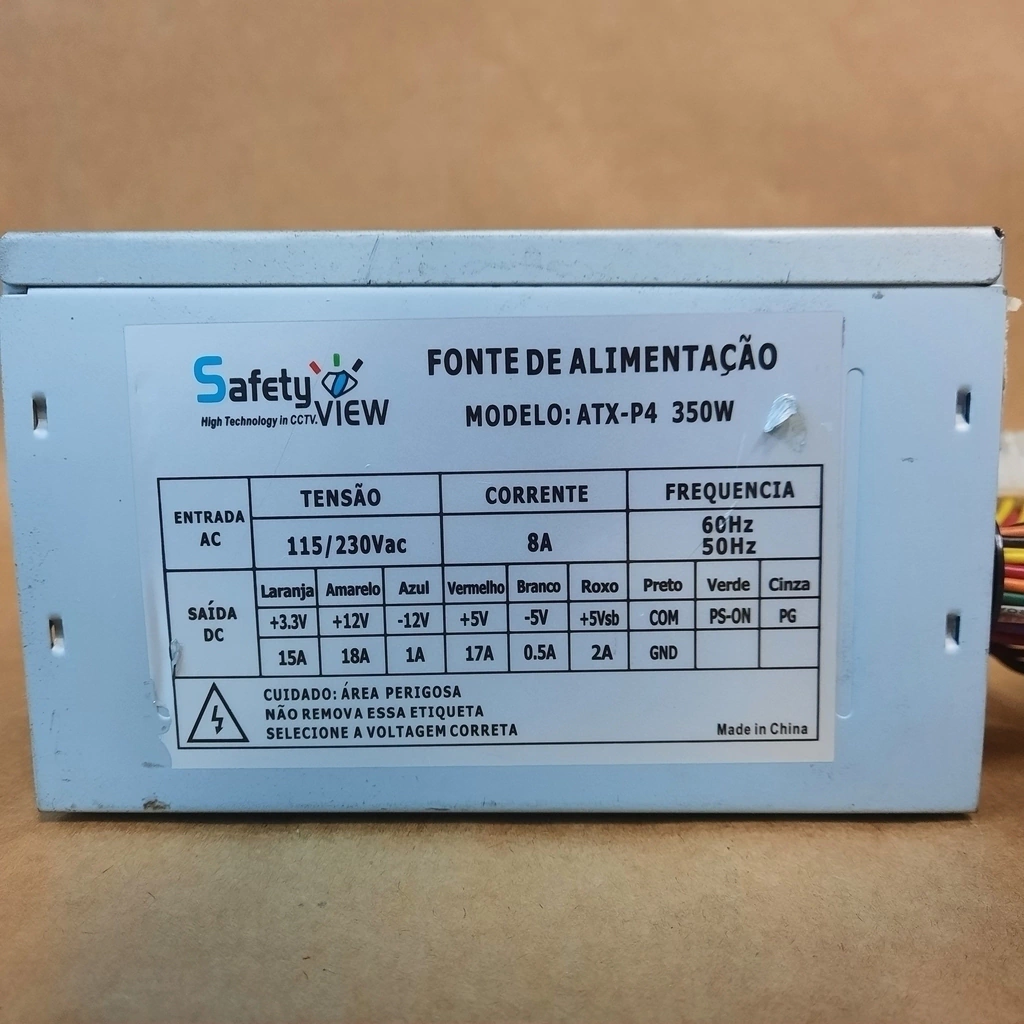 Safety
VIEW
High Technology in CCTV.
FONTE DE ALIMENTAÇÃO
MODELO: ATX-P4 350W
ENTRADA AC TENSÃO CORRENTE FREQUENCIA
115/230Vac 8A 60Hz 50Hz
SAÍDA DC Laranja Amarelo Azul Vermelho Branco Roxo Preto Verde Cinza
+3.3V +12V -12V +5V -5V +5Vsb COM PS-ON PG
15A 18A 1A 17A 0.5A 2A GND
CUIDADO: ÁREA PERIGOSA
NÃO REMOVA ESSA ETIQUETA
SELECIONE A VOLTAGEM CORRETA
Made in China